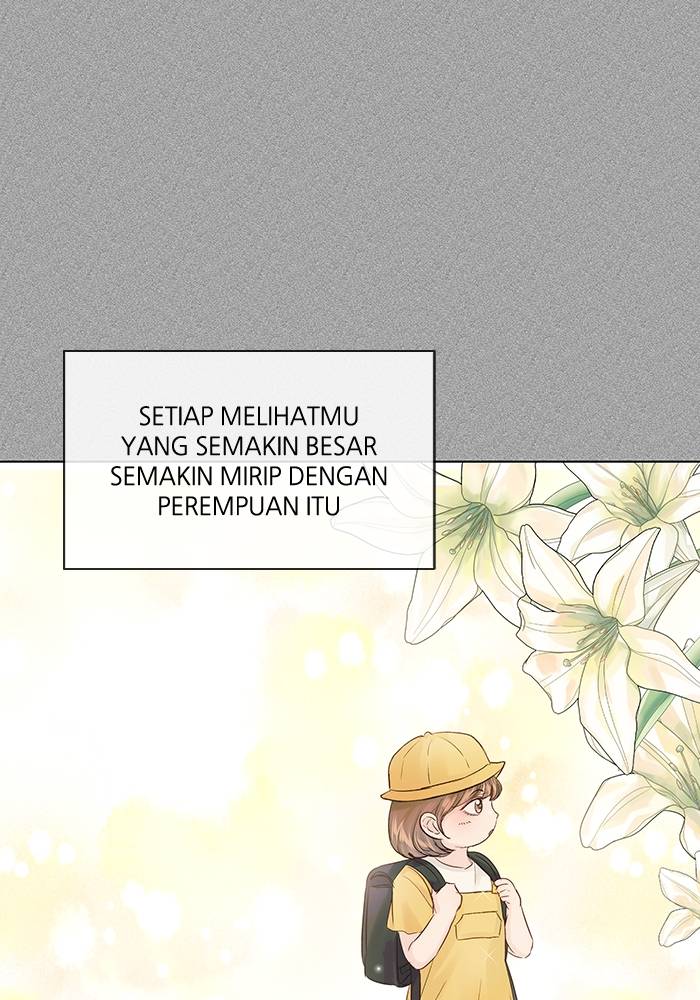 SETIAP MELIHATMU
YANG SEMAKIN BESAR
SEMAKIN MIRIP DENGAN
PEREMPUAN ITU